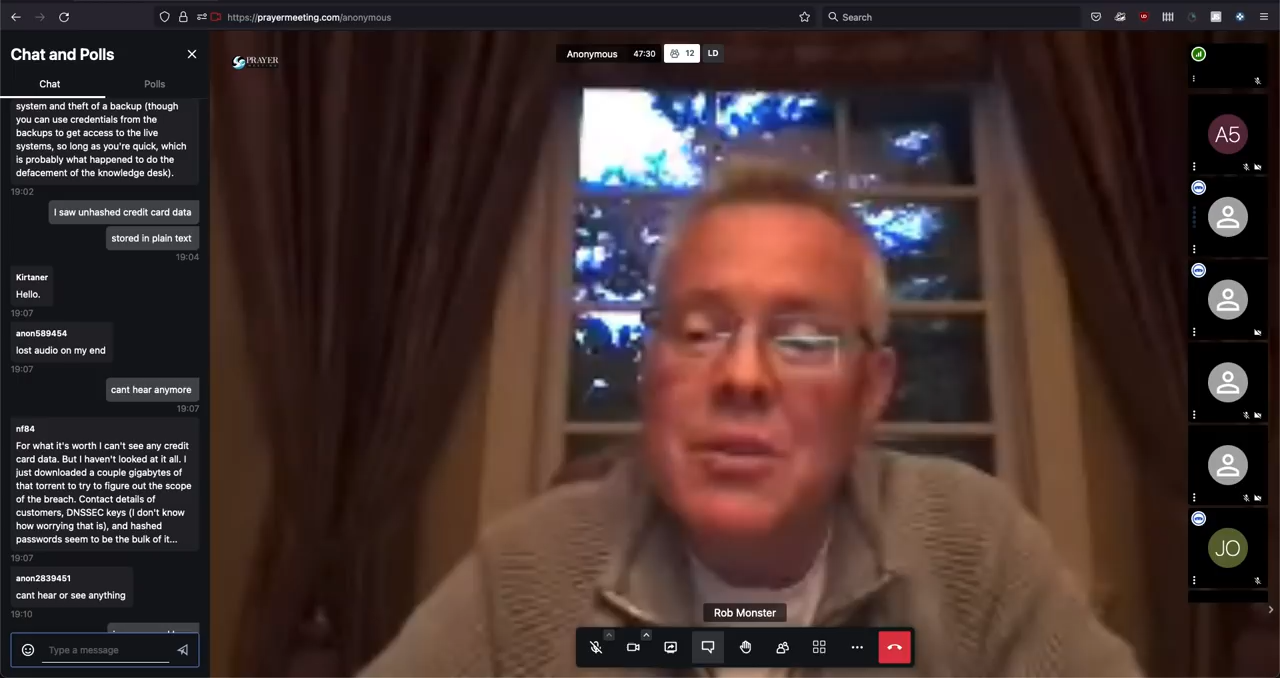 https://prayermeeting.com/anonymous
Search
Chat and Polls
Chat
Polls
system and theft of a backup (though
you can use credentials from the
backups to get access to the live
systems, so long as you're quick, which
is probably what happened to do the
defacement of the knowledge desk).
19:02
I saw unhashed credit card data
stored in plain text
19:04
Kirtaner
Hello.
19:07
anon589454
lost audio on my end
19:07
cant hear anymore
19:07
nf84
For what it's worth I can't see any credit
card data. But I haven't looked at it all. I
just downloaded a couple gigabytes of
that torrent to try to figure out the scope
of the breach. Contact details of
customers, DNSSEC keys (I don't know
how worrying that is), and hashed
passwords seem to be the bulk of it...
19:07
anon2839451
cant hear or see anything
19:10
Type a message
PRAYER
Anonymous
47:30
12
LD
Rob Monster
A5
JO